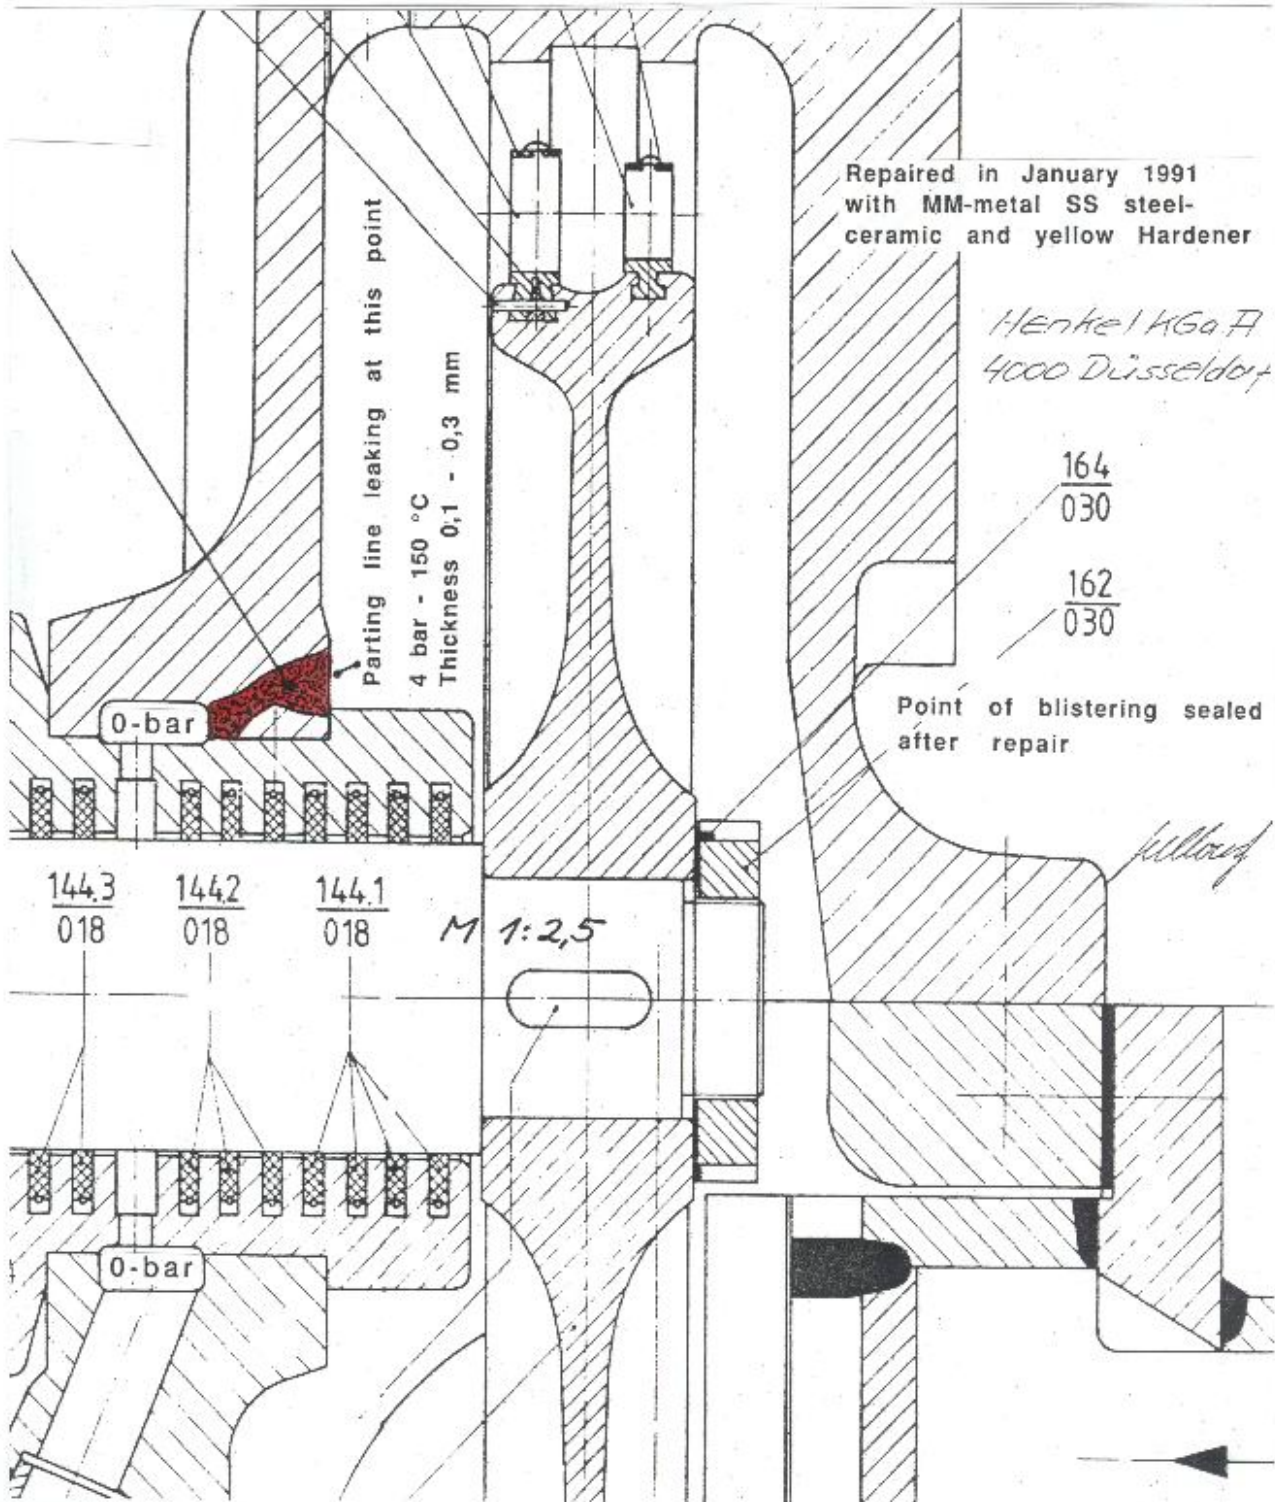 Repaired in January 1991
with MM-metal SS steel-
ceramic and yellow Hardener
Henkel KGa.A
4000 Düsseldorf
Parting line leaking at this point
4 bar - 150 °C
Thickness 0,1 - 0,3 mm
164
030
162
030
Point of blistering sealed
after repair
0-bar
144.3
018
144.2
018
144.1
018
M 1:2,5
0-bar